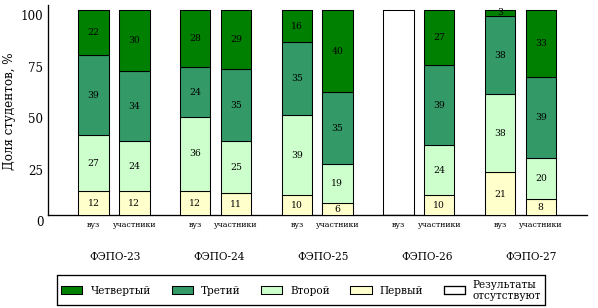 Доля студентов, %
100
75
50
25
0
22 30 28 29 16 40 27 3 33
39 34 24 35 35 35 39 38 39
27 24 36 25 39 19 24 38 20
12 12 12 11 10 6 10 21 8
вуз участники вуз участники вуз участники вуз участники вуз участники
ФЭПО-23 ФЭПО-24 ФЭПО-25 ФЭПО-26 ФЭПО-27
Четвертый Третий Второй Первый Результаты
отсутствуют